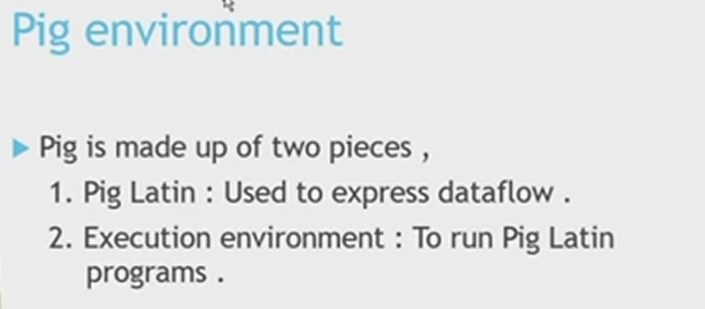 Pig environment
Pig is made up of two pieces ,
1. Pig Latin : Used to express dataflow .
2. Execution environment : To run Pig Latin
programs .